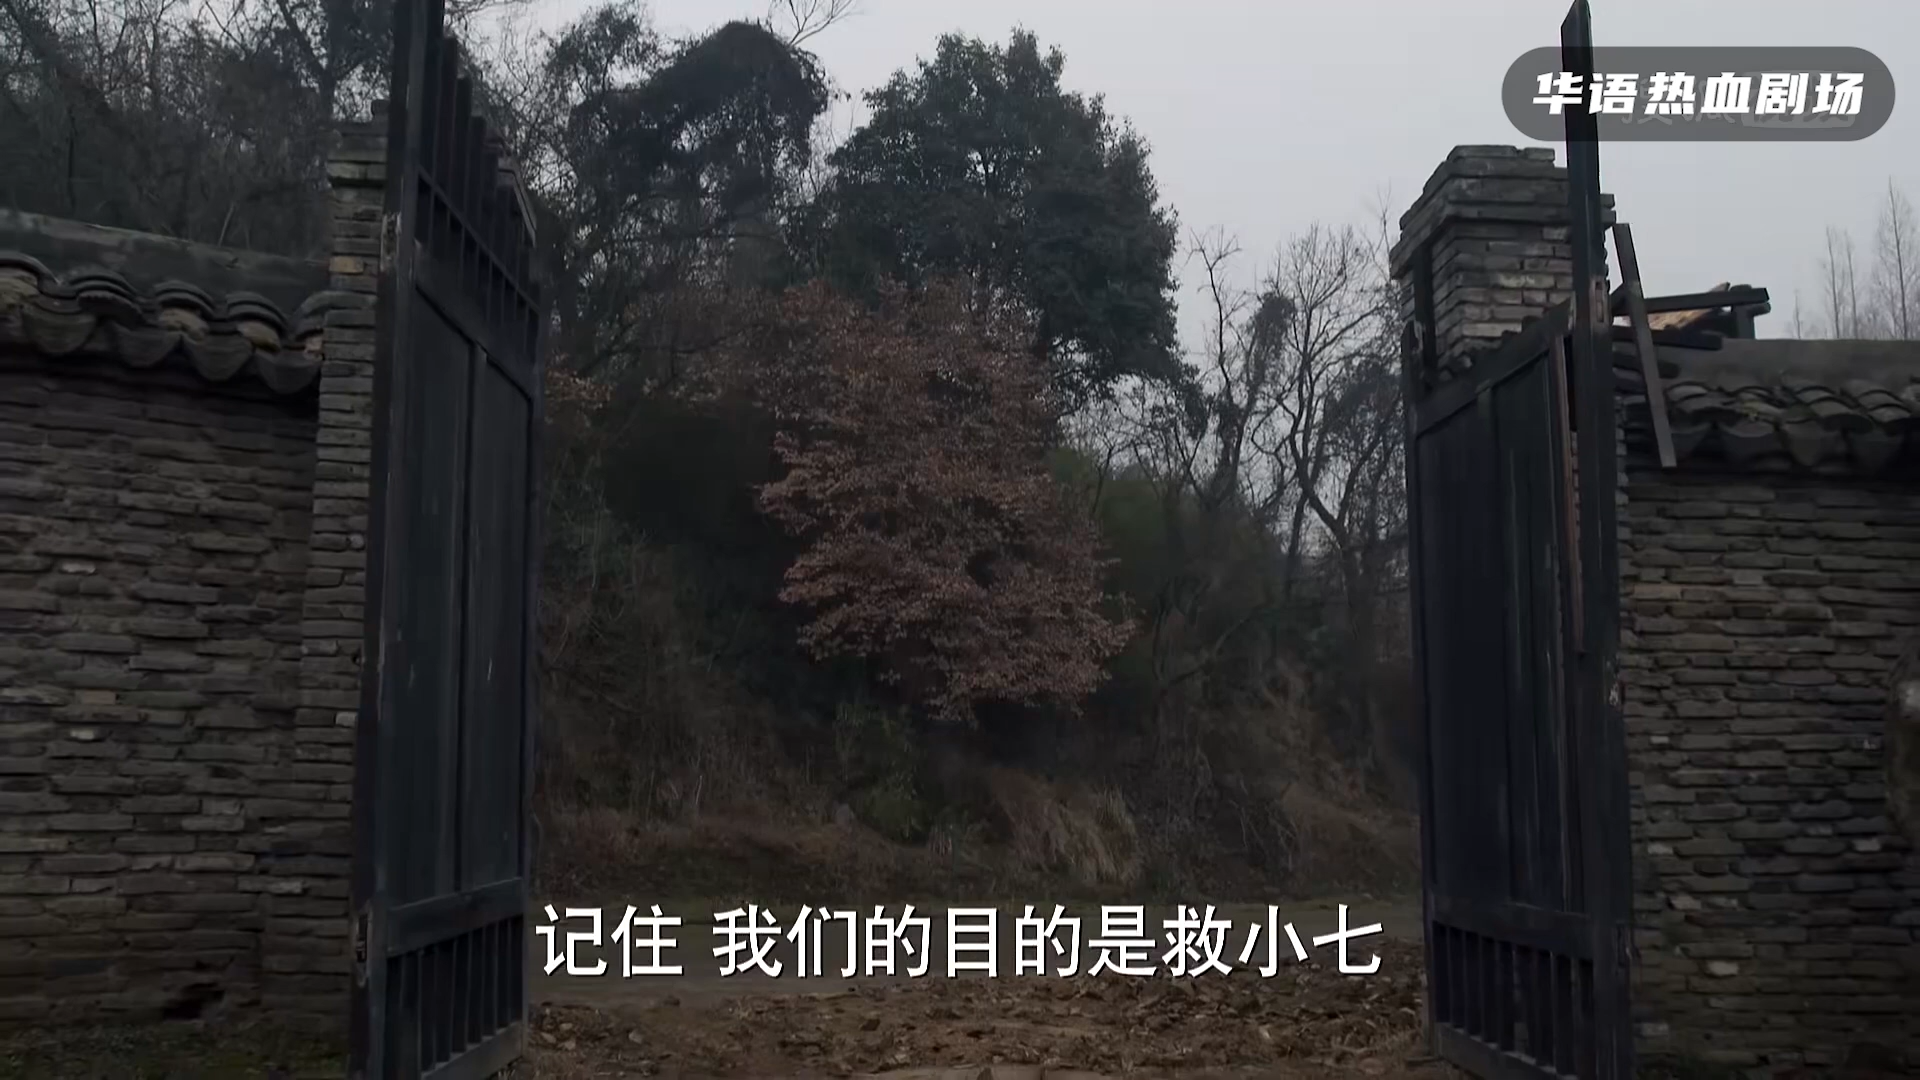 华语热血剧场
记住 我们的目的是救小七